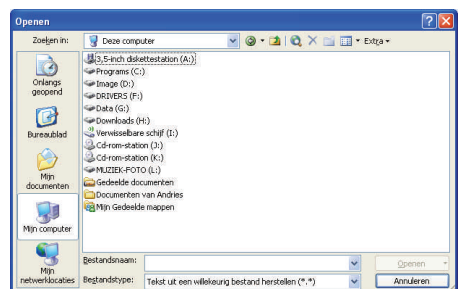 Openen
Zoeken in: Deze computer Extra
3,5-inch diskettestation (A:)
Programs (C:)
Image (D:)
DRIVERS (F:)
Data (G:)
Downloads (H:)
Verwisselbare schijf (I:)
Cd-rom-station (J:)
Cd-rom-station (K:)
MUZIEK-FOTO (L:)
Gedeelde documenten
Documenten van Andries
Mijn Gedeelde mappen
Onlangs
geopend
Bureaublad
Mijn
documenten
Mijn computer
Mijn
netwerklocaties
Bestandsnaam: Openen
Bestandstype: Tekst uit een willekeurig bestand herstellen (*.*) Annuleren